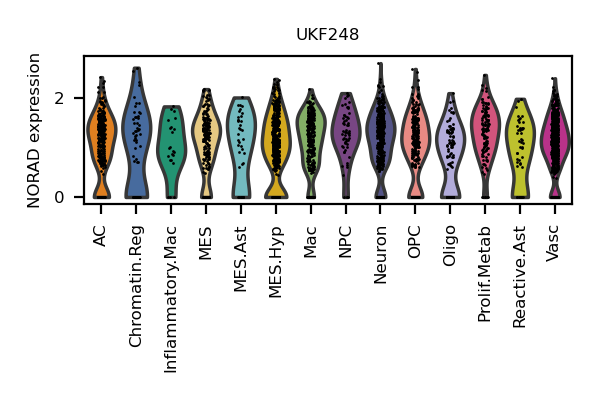 UKF248
NORAD expression
2
0
AC
Chromatin.Reg
Inflammatory.Mac
MES
MES.Ast
MES.Hyp
Mac
NPC
Neuron
OPC
Oligo
Prolif.Metab
Reactive.Ast
Vasc